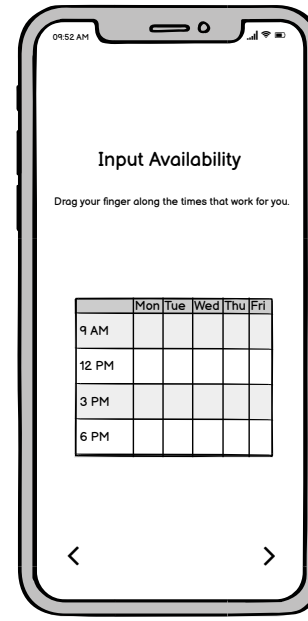 09:52 AM
Input Availability
Drag your finger along the times that work for you.
Mon Tue Wed Thu Fri
9 AM
12 PM
3 PM
6 PM